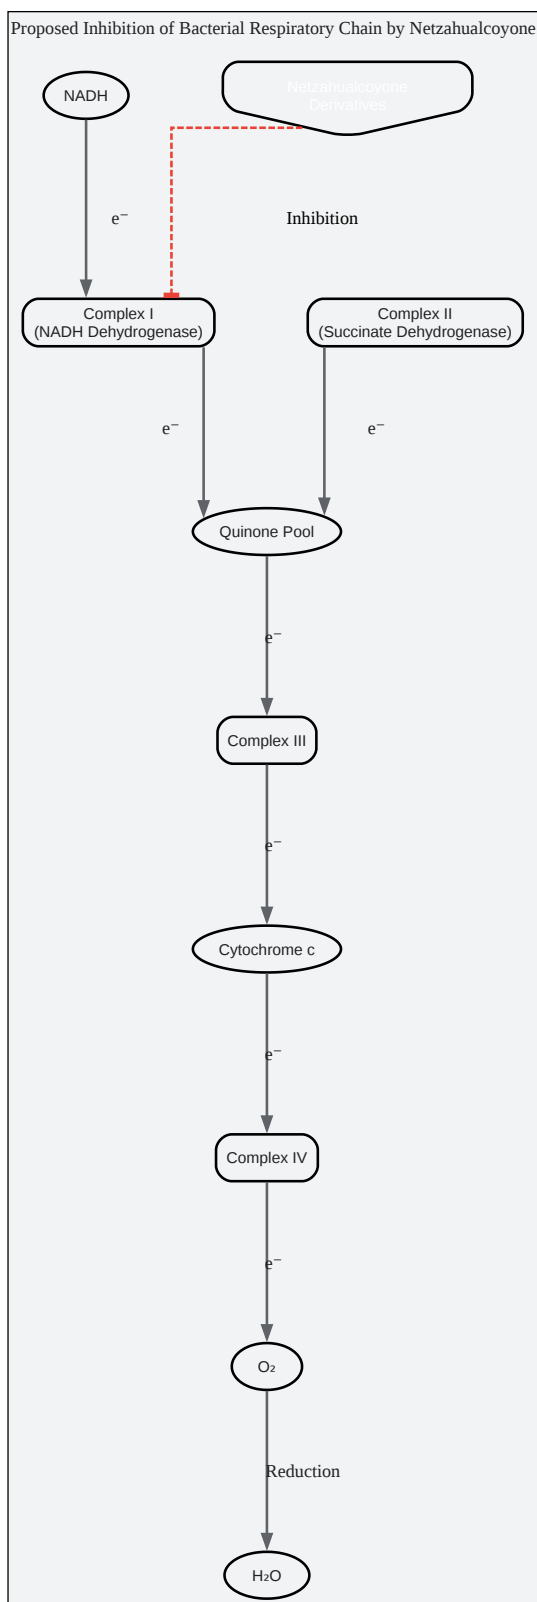 Proposed Inhibition of Bacterial Respiratory Chain by Netzahualcoyone
NADH
Netzahualcoyone
Derivatives
e⁻
Inhibition
Complex I
(NADH Dehydrogenase)
Complex II
(Succinate Dehydrogenase)
e⁻
e⁻
Quinone Pool
e⁻
Complex III
e⁻
Cytochrome c
e⁻
Complex IV
e⁻
O₂
Reduction
H₂O